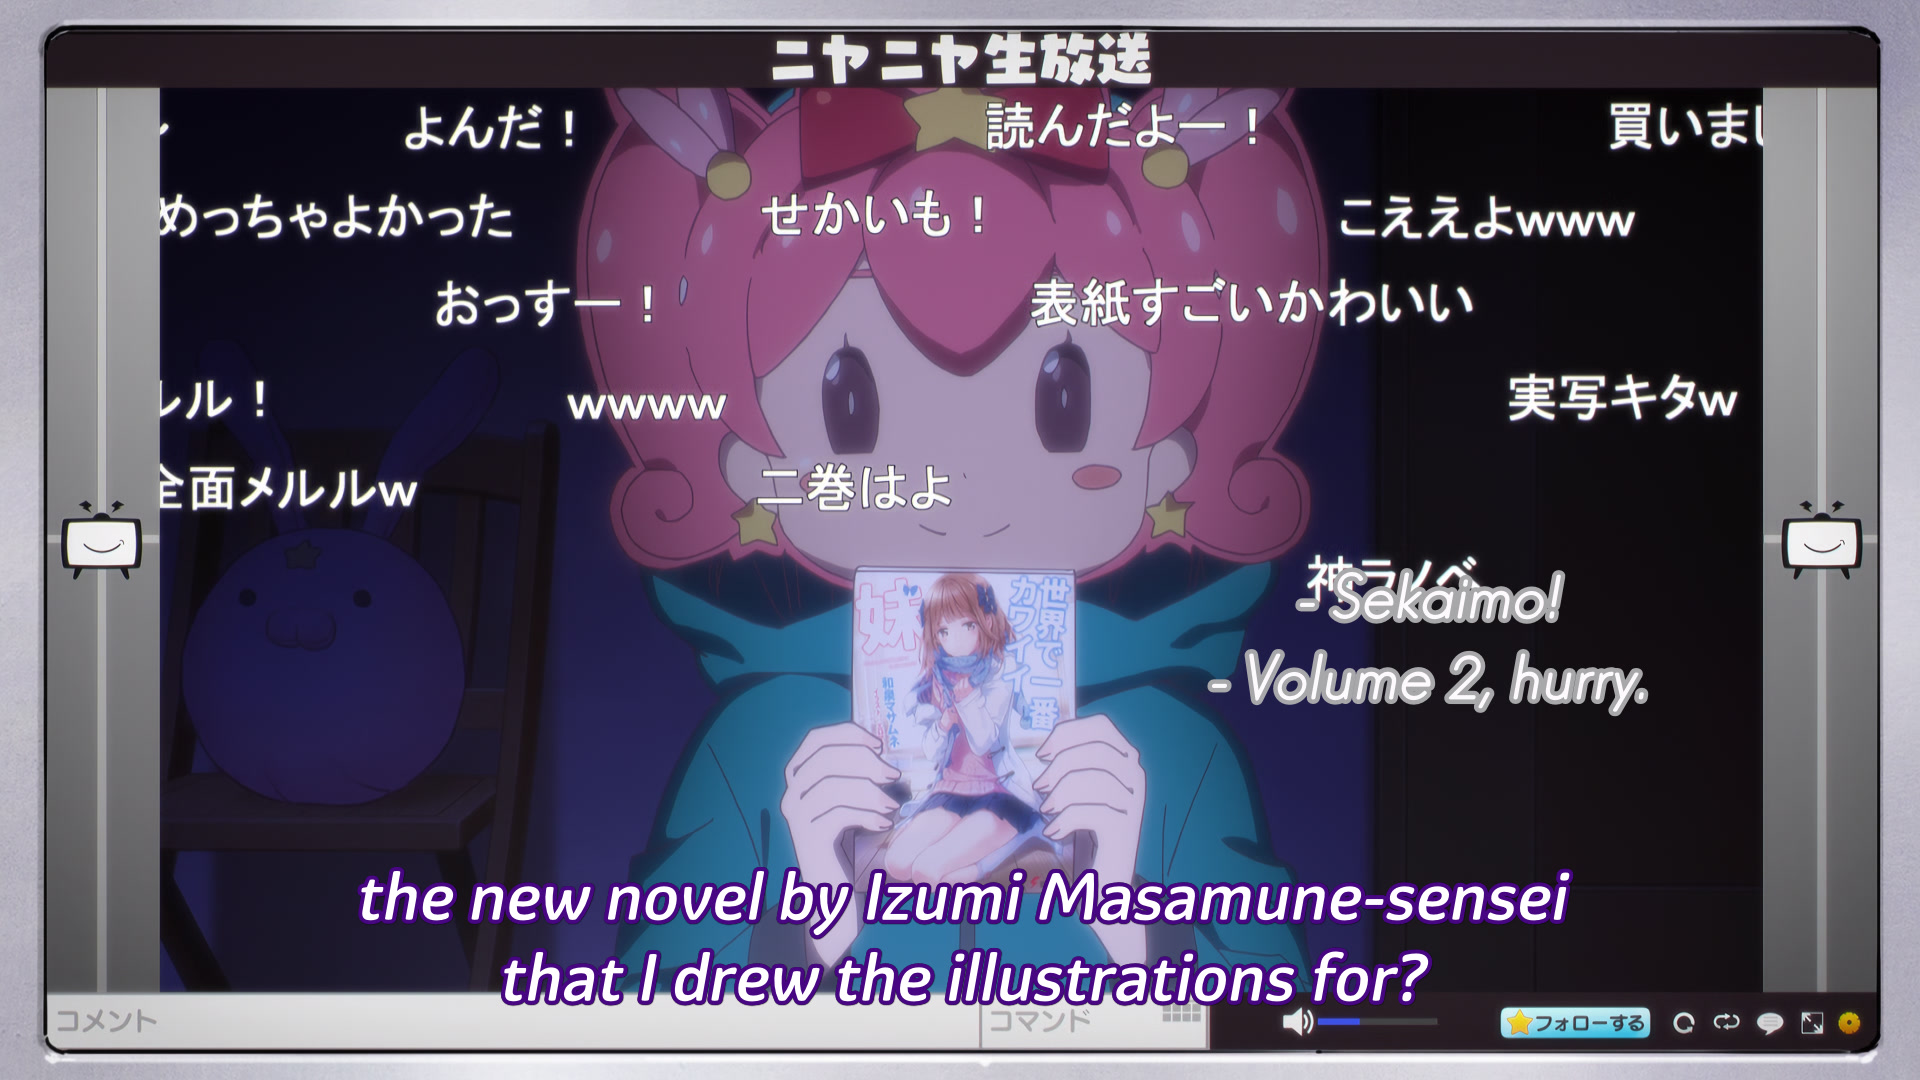 ニヤニヤ生放送
よんだ！
読んだよー！
買いまし
めっちゃよかった
せかいも！
こええよwww
おっすー！
表紙すごいかわいい
ルル！
wwww
実写キタw
全面メルルw
二巻はよ
神ラノベ
- Sekaimo!
- Volume 2, hurry.
世界で一番
カワイイ
妹
和泉マサムネ
the new novel by Izumi Masamune-sensei
that I drew the illustrations for?
コメント
コマンド
フォローする